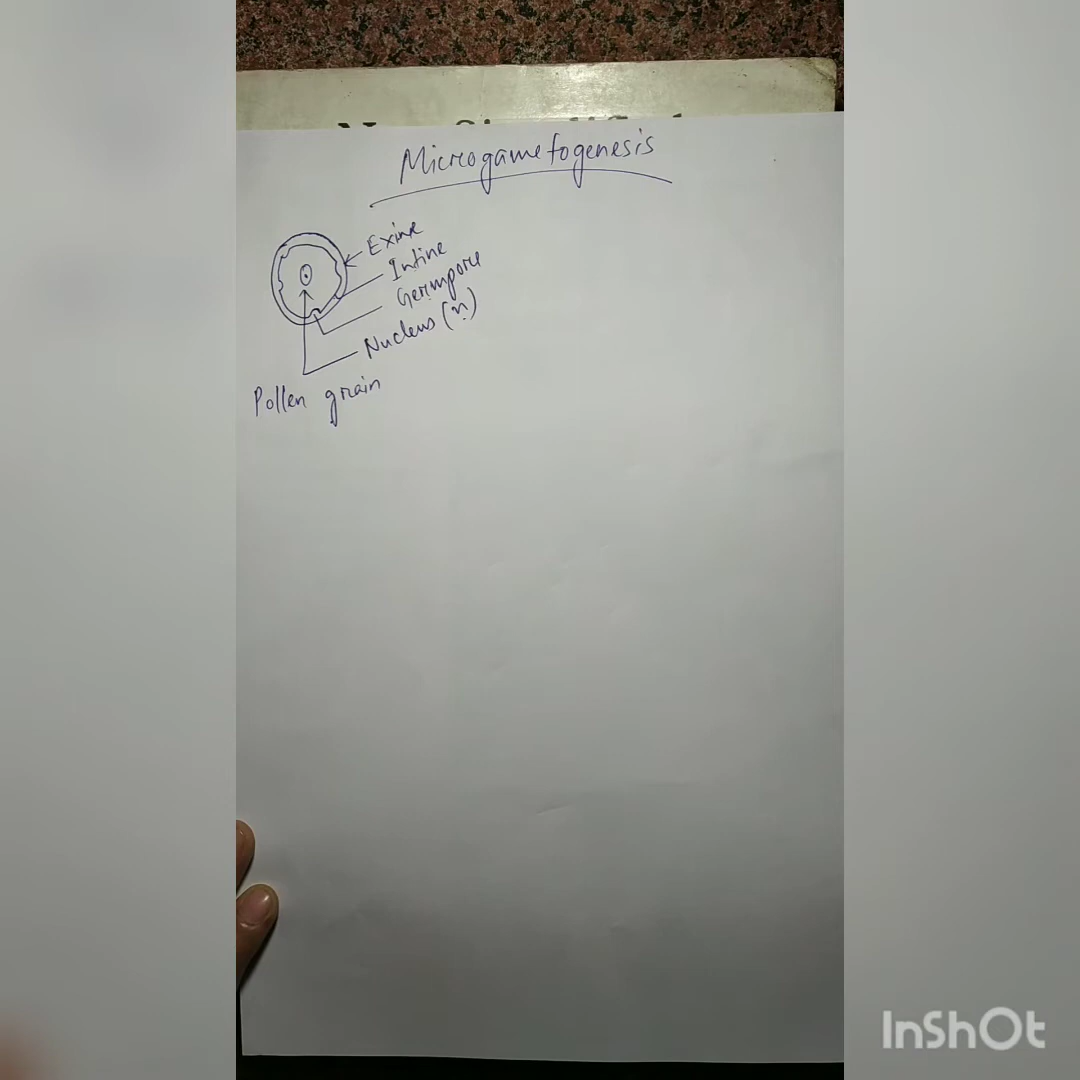 Microgametogenesis
Exine
Intine
Germpore
Nucleus (n)
Pollen grain
InShOt